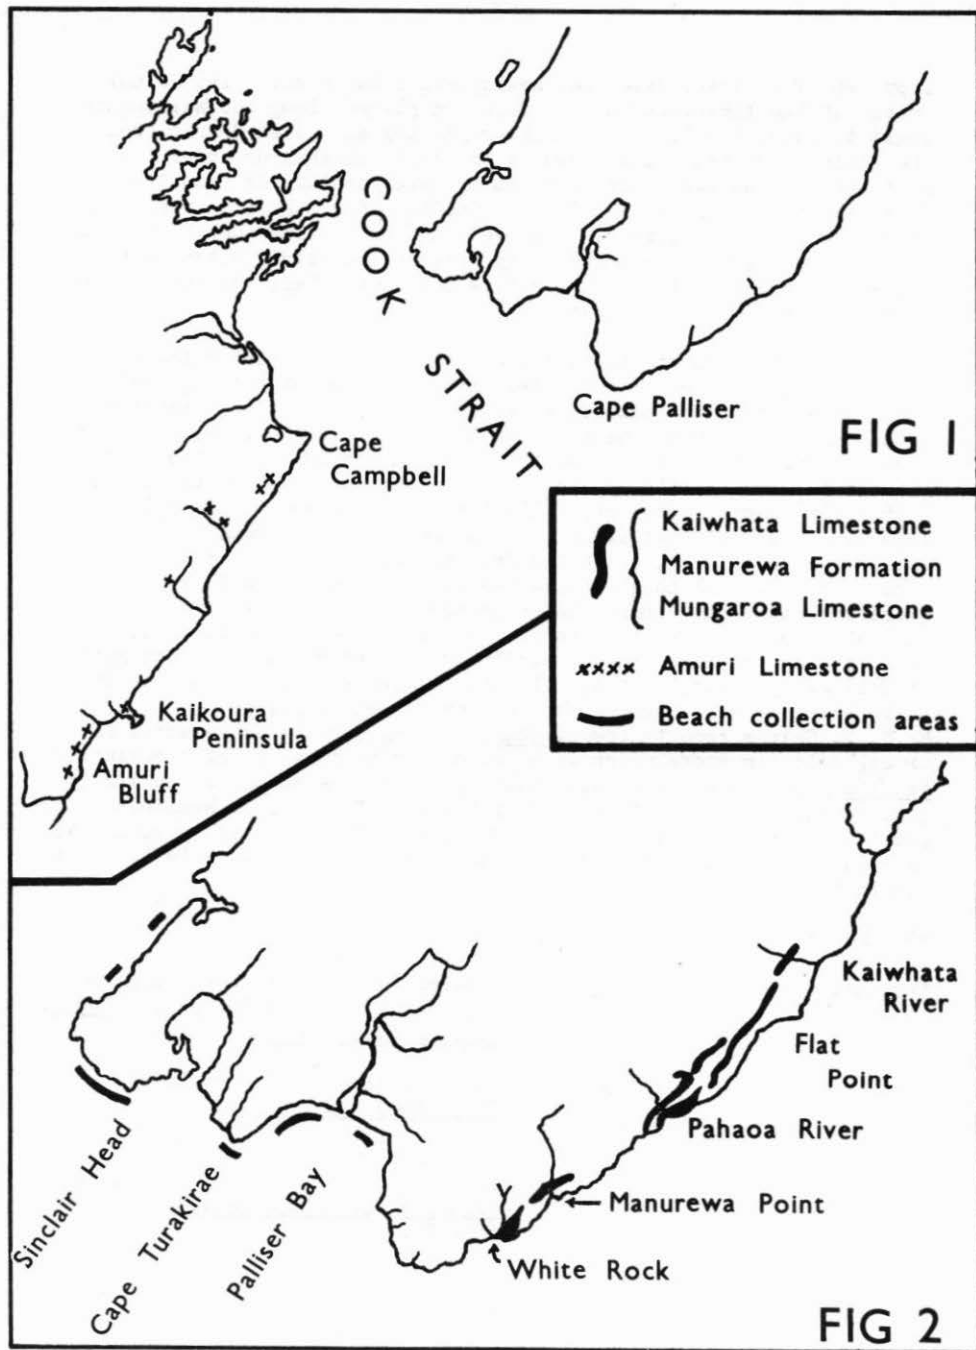 COOK
STRAIT
Cape Palliser
FIG 1
Cape
Campbell
Kaiwhata Limestone
Manurewa Formation
Mungaroa Limestone
Amuri Limestone
Beach collection areas
Kaikoura
Peninsula
Amuri
Bluff
Kaiwhata
River
Flat
Point
Pahaoa River
Manurewa Point
White Rock
Sinclair Head
Cape Turakirae
Palliser Bay
FIG 2